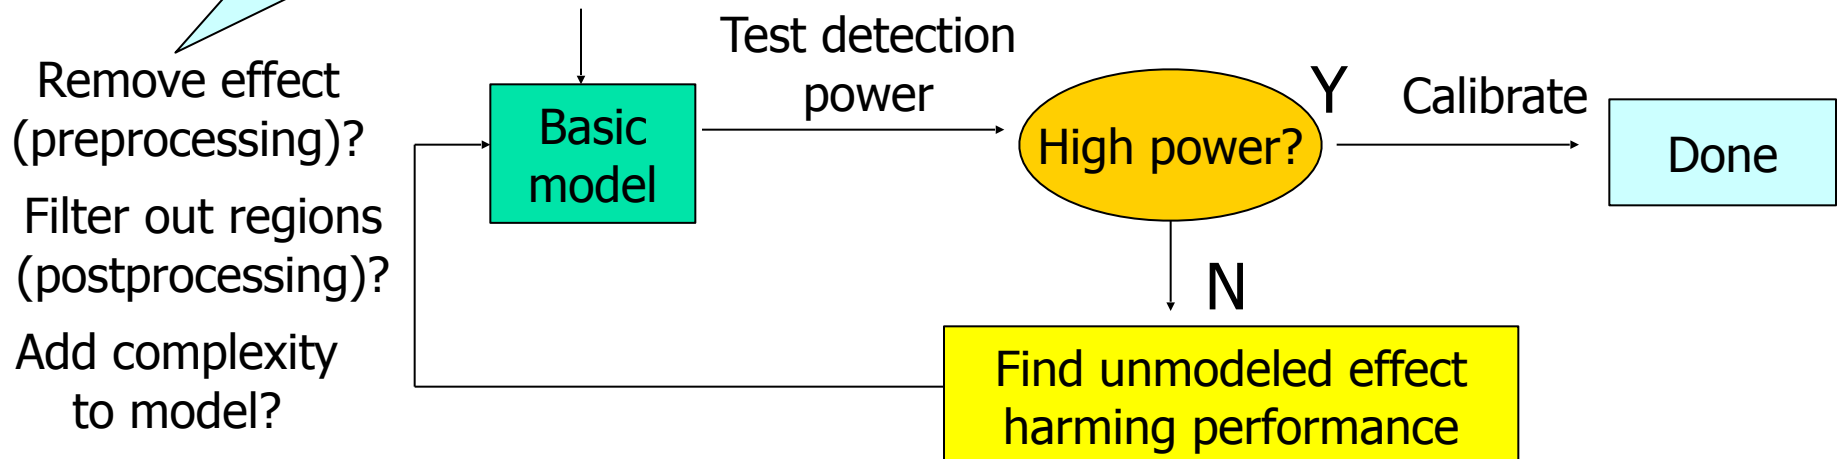 Remove effect
(preprocessing)?
Filter out regions
(postprocessing)?
Add complexity
to model?
Basic
model
Test detection
power
High power?
Y
Calibrate
Done
N
Find unmodeled effect
harming performance